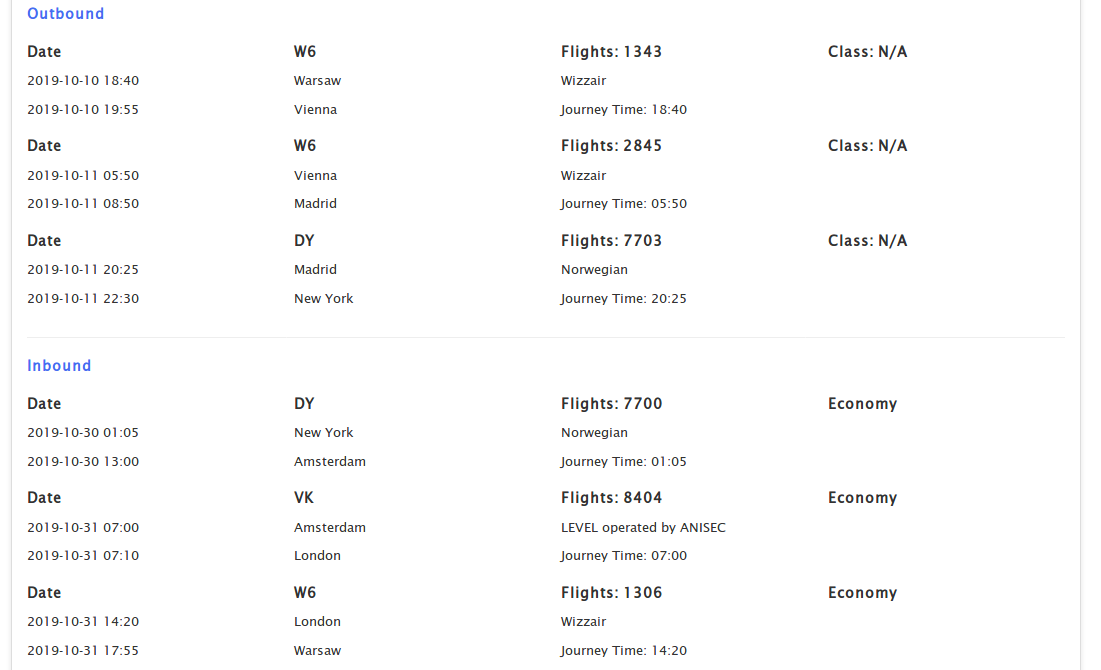 Outbound
Date W6 Flights: 1343 Class: N/A
2019-10-10 18:40 Warsaw Wizzair
2019-10-10 19:55 Vienna Journey Time: 18:40
Date W6 Flights: 2845 Class: N/A
2019-10-11 05:50 Vienna Wizzair
2019-10-11 08:50 Madrid Journey Time: 05:50
Date DY Flights: 7703 Class: N/A
2019-10-11 20:25 Madrid Norwegian
2019-10-11 22:30 New York Journey Time: 20:25
Inbound
Date DY Flights: 7700 Economy
2019-10-30 01:05 New York Norwegian
2019-10-30 13:00 Amsterdam Journey Time: 01:05
Date VK Flights: 8404 Economy
2019-10-31 07:00 Amsterdam LEVEL operated by ANISEC
2019-10-31 07:10 London Journey Time: 07:00
Date W6 Flights: 1306 Economy
2019-10-31 14:20 London Wizzair
2019-10-31 17:55 Warsaw Journey Time: 14:20